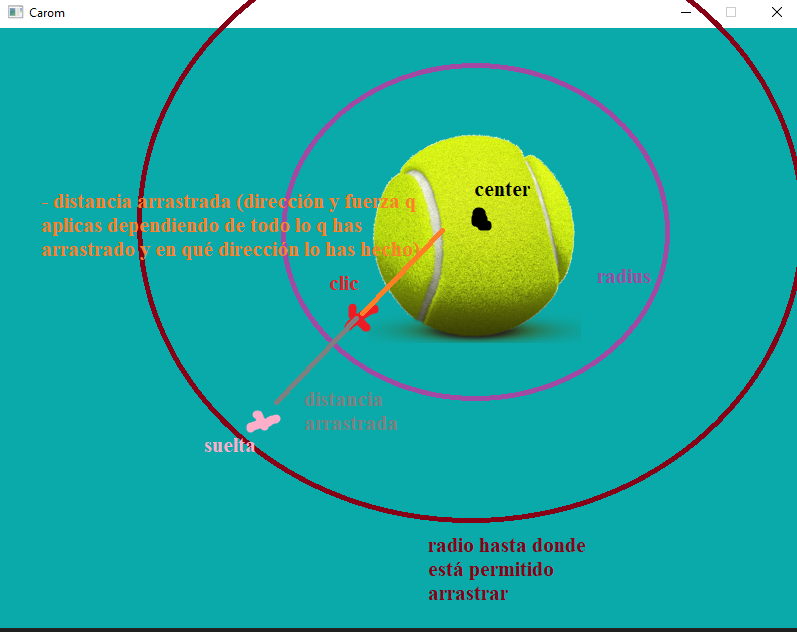 Carom
center
- distancia arrastrada (dirección y fuerza q
aplicas dependiendo de todo lo q has
arrastrado y en qué dirección lo has hecho)
radius
clic
distancia
arrastrada
suelta
radio hasta donde
está permitido
arrastrar